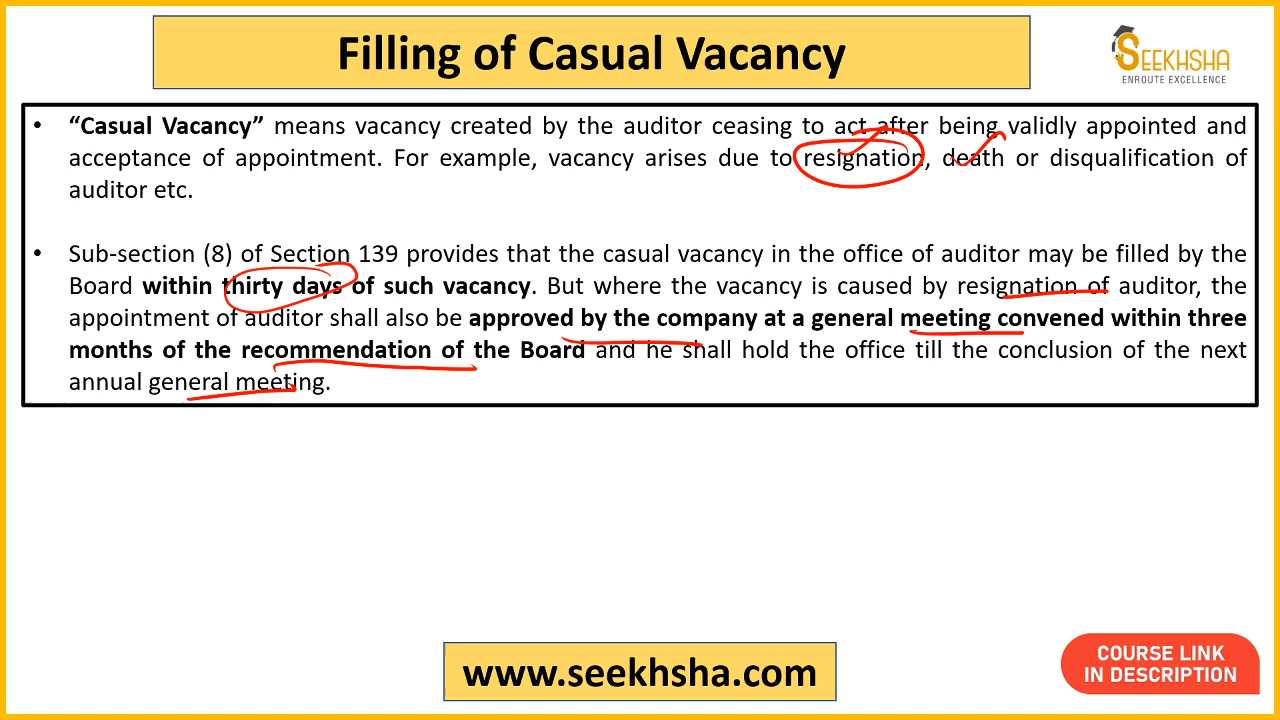 Filling of Casual Vacancy
SEEKHSHA
ENROUTE EXCELLENCE
• “Casual Vacancy” means vacancy created by the auditor ceasing to act after being validly appointed and
acceptance of appointment. For example, vacancy arises due to resignation, death or disqualification of
auditor etc.
• Sub-section (8) of Section 139 provides that the casual vacancy in the office of auditor may be filled by the
Board within thirty days of such vacancy. But where the vacancy is caused by resignation of auditor, the
appointment of auditor shall also be approved by the company at a general meeting convened within three
months of the recommendation of the Board and he shall hold the office till the conclusion of the next
annual general meeting.
www.seekhsha.com
COURSE LINK
IN DESCRIPTION